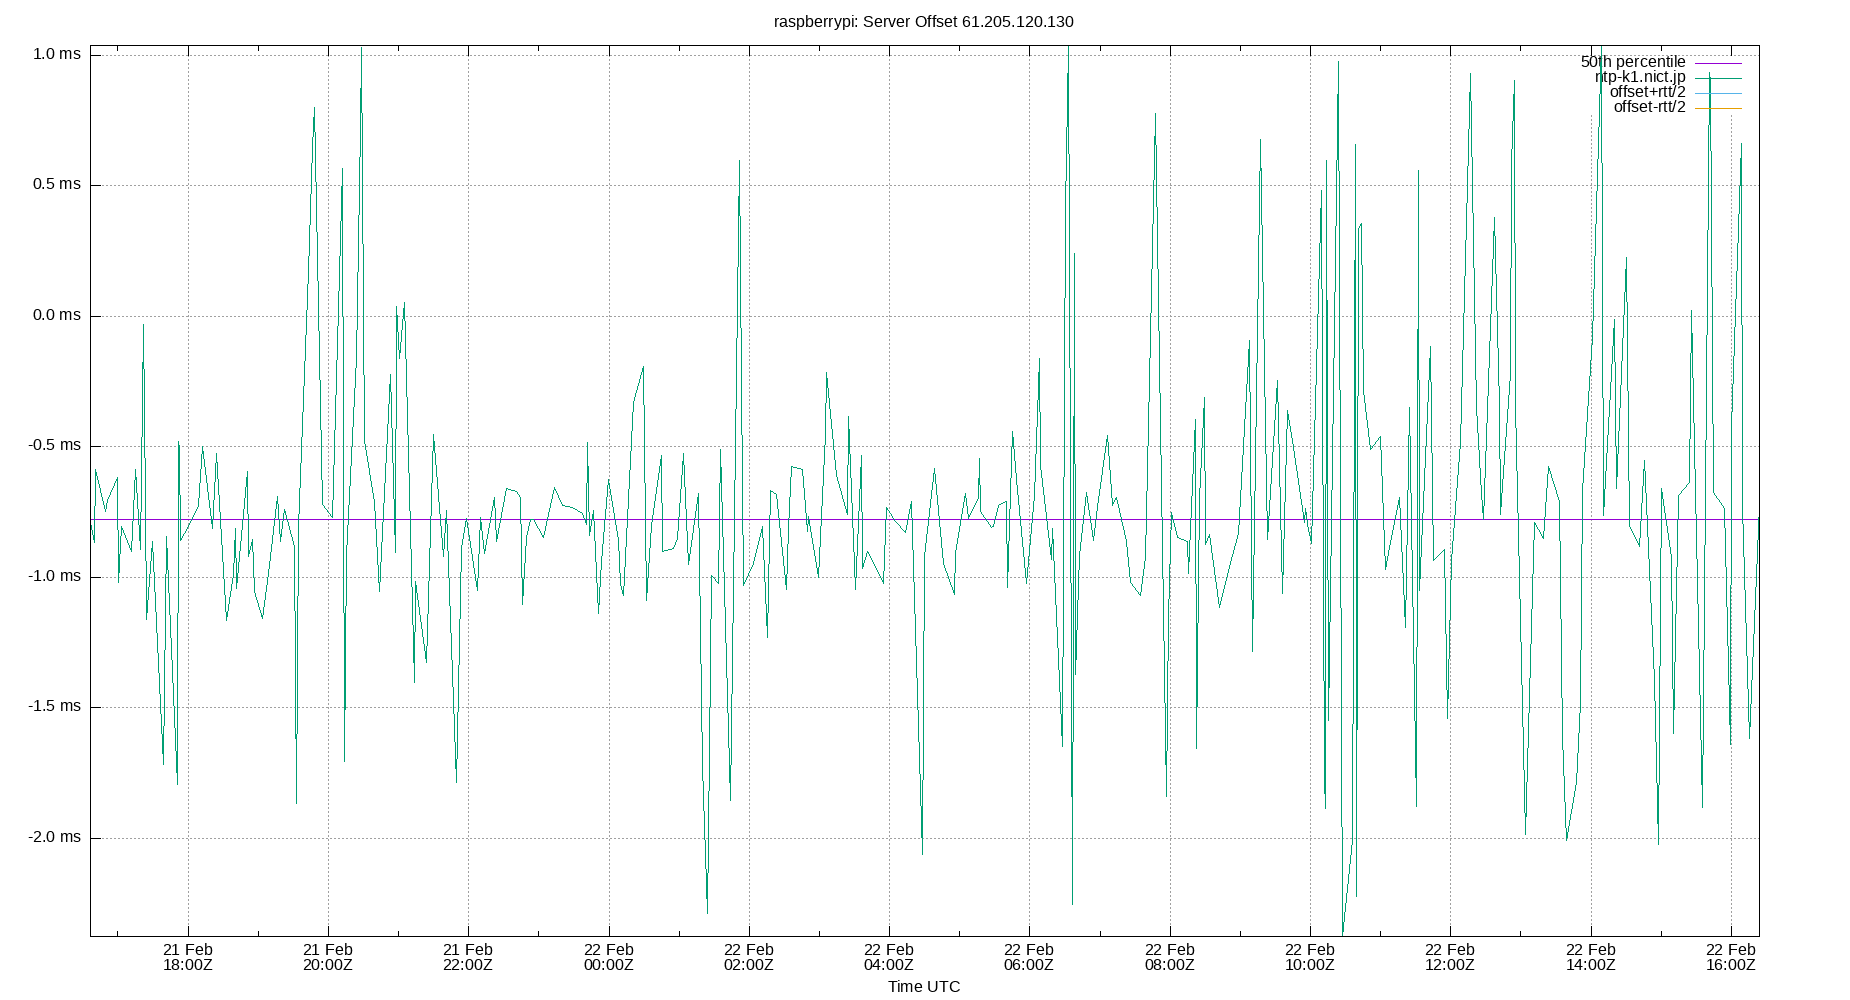 raspberrypi: Server Offset 61.205.120.130
1.0 ms
0.5 ms
0.0 ms
-0.5 ms
-1.0 ms
-1.5 ms
-2.0 ms
50th percentile
ntp-k1.nict.jp
offset+rtt/2
offset-rtt/2
21 Feb 21 Feb 21 Feb 22 Feb 22 Feb 22 Feb 22 Feb 22 Feb 22 Feb 22 Feb 22 Feb 22 Feb
18:00Z 20:00Z 22:00Z 00:00Z 02:00Z 04:00Z 06:00Z 08:00Z 10:00Z 12:00Z 14:00Z 16:00Z
Time UTC